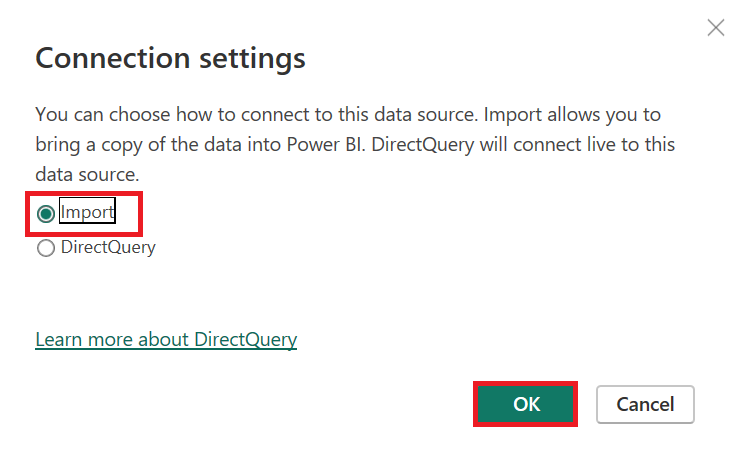 Connection settings
You can choose how to connect to this data source. Import allows you to
bring a copy of the data into Power BI. DirectQuery will connect live to this
data source.
Import
DirectQuery
Learn more about DirectQuery
OK
Cancel